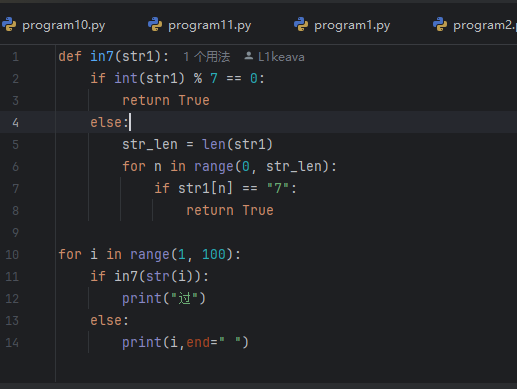 program10.py program11.py program1.py program2.p
1 def in7(str1): 1 个用法 L1keava
2 if int(str1) % 7 == 0:
3 return True
4 else:
5 str_len = len(str1)
6 for n in range(0, str_len):
7 if str1[n] == "7":
8 return True
9
10 for i in range(1, 100):
11 if in7(str(i)):
12 print("过")
13 else:
14 print(i,end=" ")